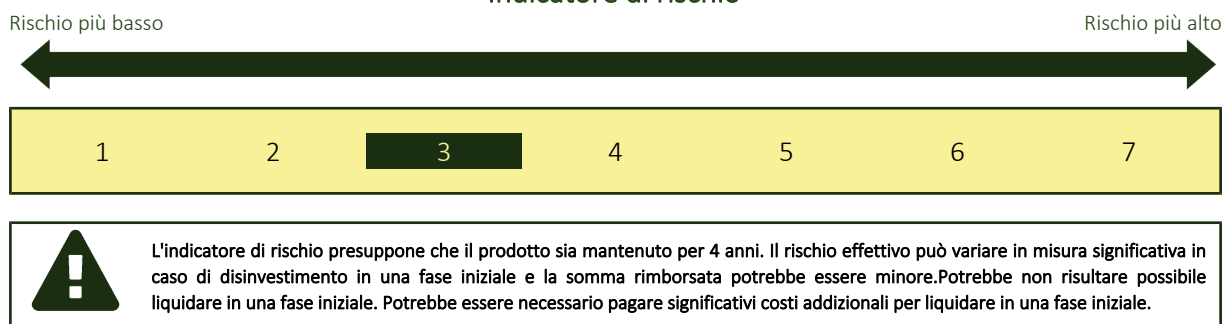 Indicatore di rischio
Rischio più basso Rischio più alto
1 2 3 4 5 6 7
L'indicatore di rischio presuppone che il prodotto sia mantenuto per 4 anni. Il rischio effettivo può variare in misura significativa in
caso di disinvestimento in una fase iniziale e la somma rimborsata potrebbe essere minore.Potrebbe non risultare possibile
liquidare in una fase iniziale. Potrebbe essere necessario pagare significativi costi addizionali per liquidare in una fase iniziale.